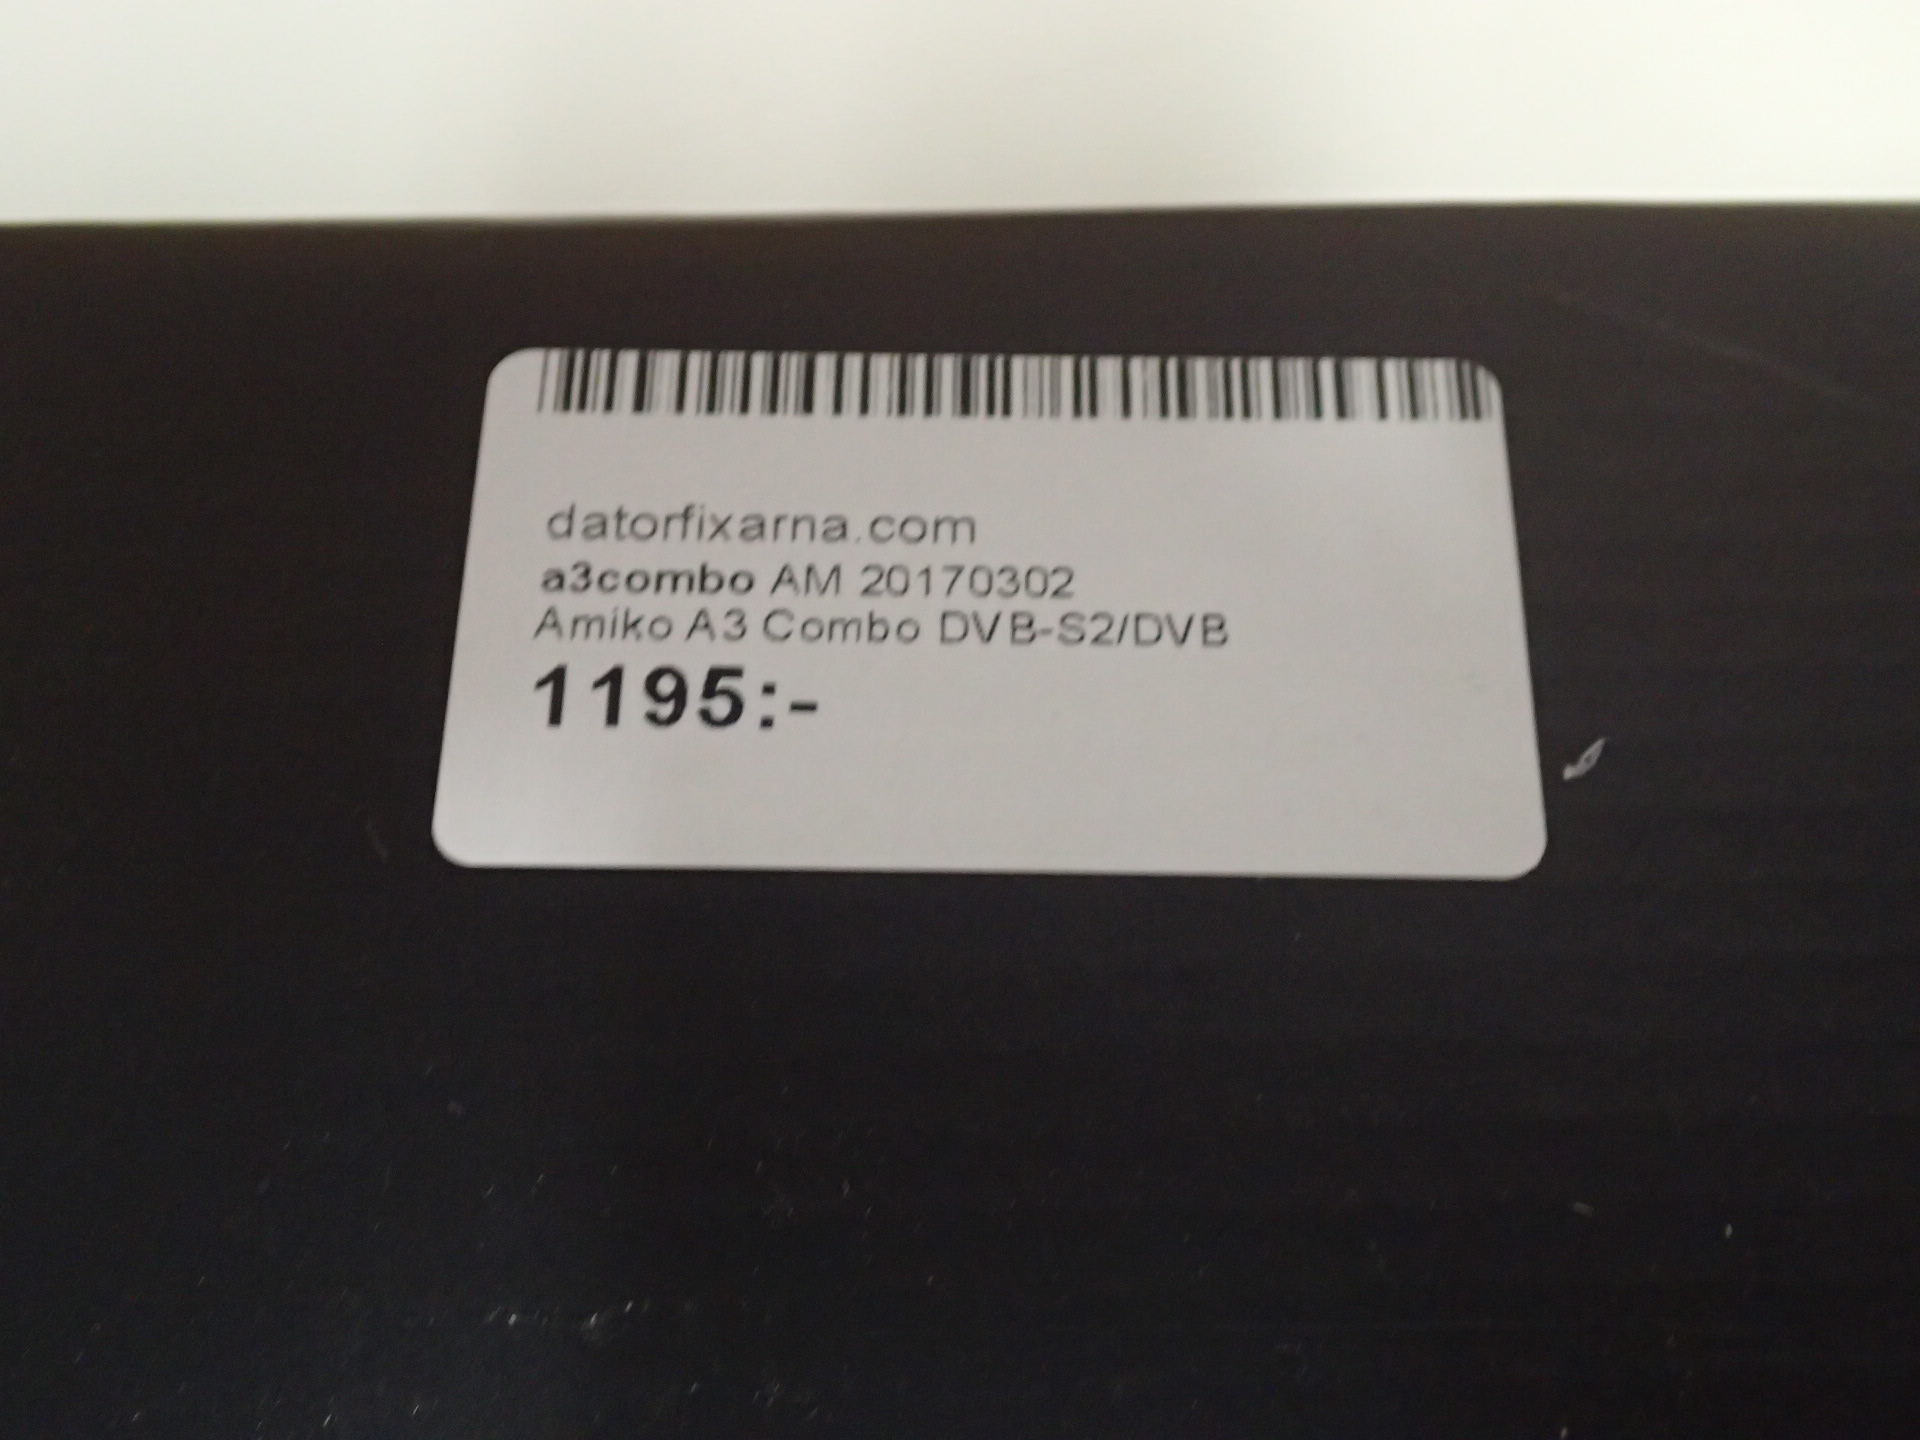 datorfixarna.com
a3combo AM 20170302
Amiko A3 Combo DVB-S2/DVB
1195:-